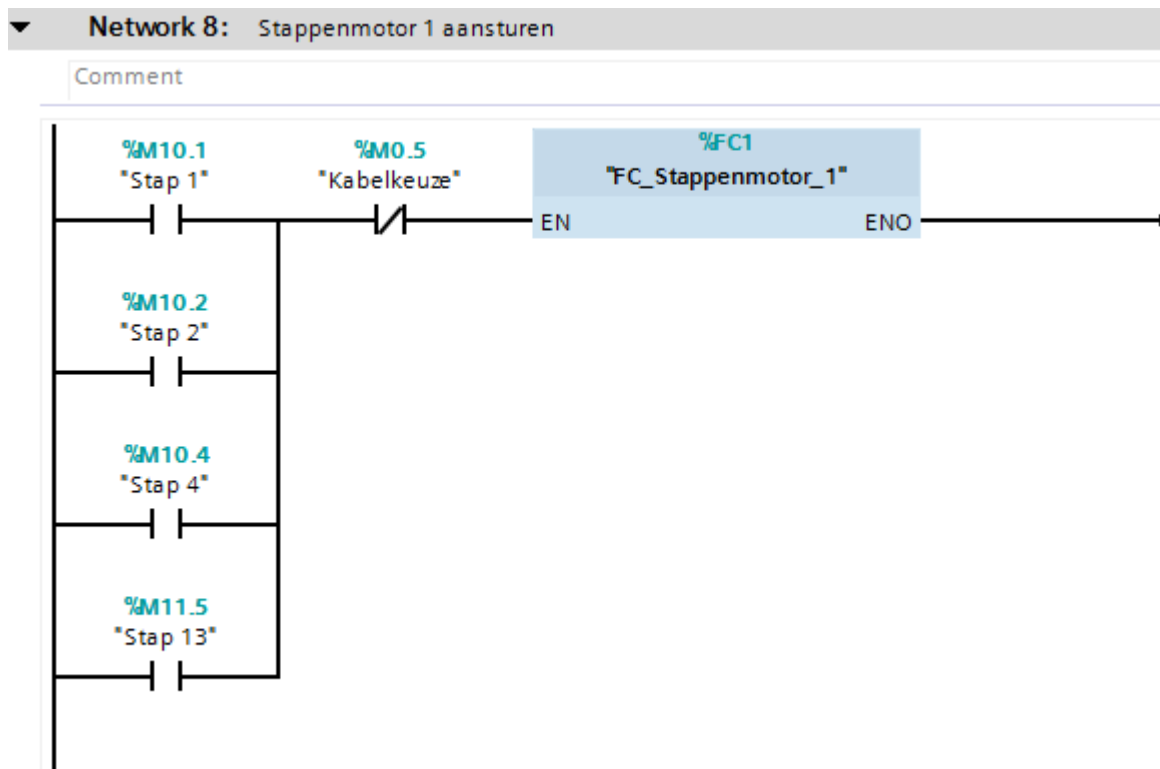 Network 8: Stappenmotor 1 aansturen
Comment
%M10.1
"Stap 1"
%M0.5
"Kabelkeuze"
%FC1
"FC_Stappenmotor_1"
EN
ENO
%M10.2
"Stap 2"
%M10.4
"Stap 4"
%M11.5
"Stap 13"